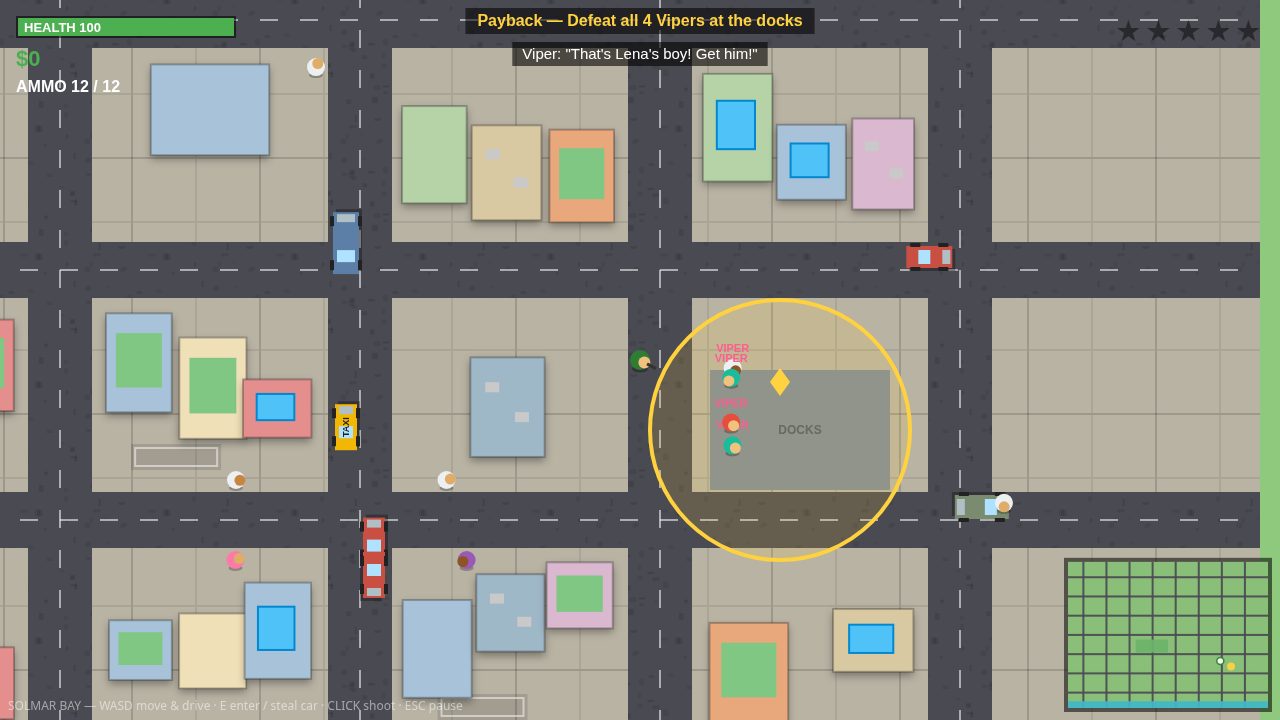 HEALTH 100
$0
AMMO 12 / 12
Payback — Defeat all 4 Vipers at the docks
Viper: "That's Lena's boy! Get him!"
VIPER
VIPER
VIPER
DOCKS
TAXI
SOLMAR BAY — WASD move & drive · E enter / steal car · CLICK shoot · ESC pause